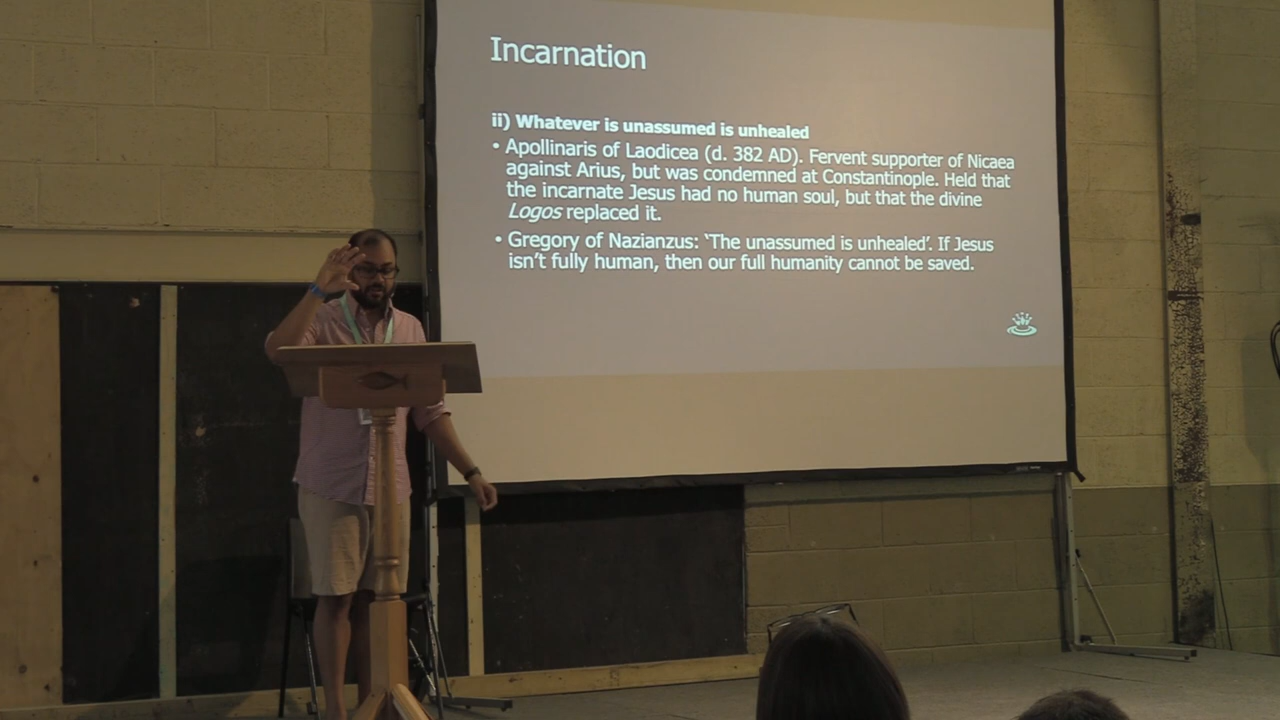 Incarnation
ii) Whatever is unassumed is unhealed
• Apollinaris of Laodicea (d. 382 AD). Fervent supporter of Nicaea
against Arius, but was condemned at Constantinople. Held that
the incarnate Jesus had no human soul, but that the divine
Logos replaced it.
• Gregory of Nazianzus: ‘The unassumed is unhealed’. If Jesus
isn’t fully human, then our full humanity cannot be saved.